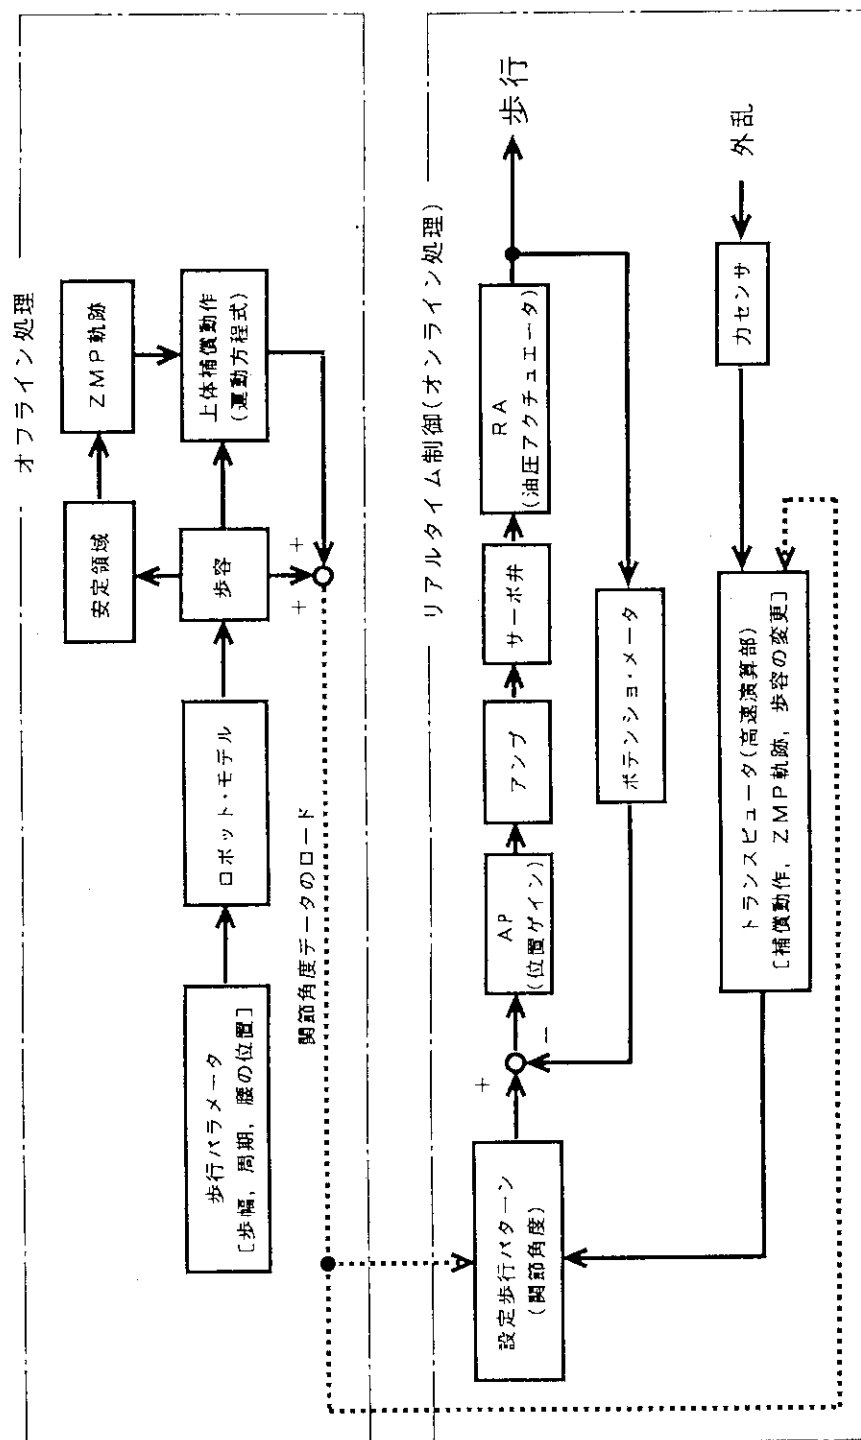 オフライン処理
歩行パラメータ
[歩幅, 周期, 腰の位置]
ロボット・モデル
歩容
安定領域
ZMP軌跡
上体補償動作
(運動方程式)
+
+
関節角度データのロード
リアルタイム制御(オンライン処理)
設定歩行パターン
(関節角度)
+
−
AP
(位置ゲイン)
アンプ
サーボ弁
RA
(油圧アクチュエータ)
歩行
ポテンショ・メータ
外乱
力センサ
トランスピュータ(高速演算部)
[補償動作, ZMP軌跡, 歩容の変更]